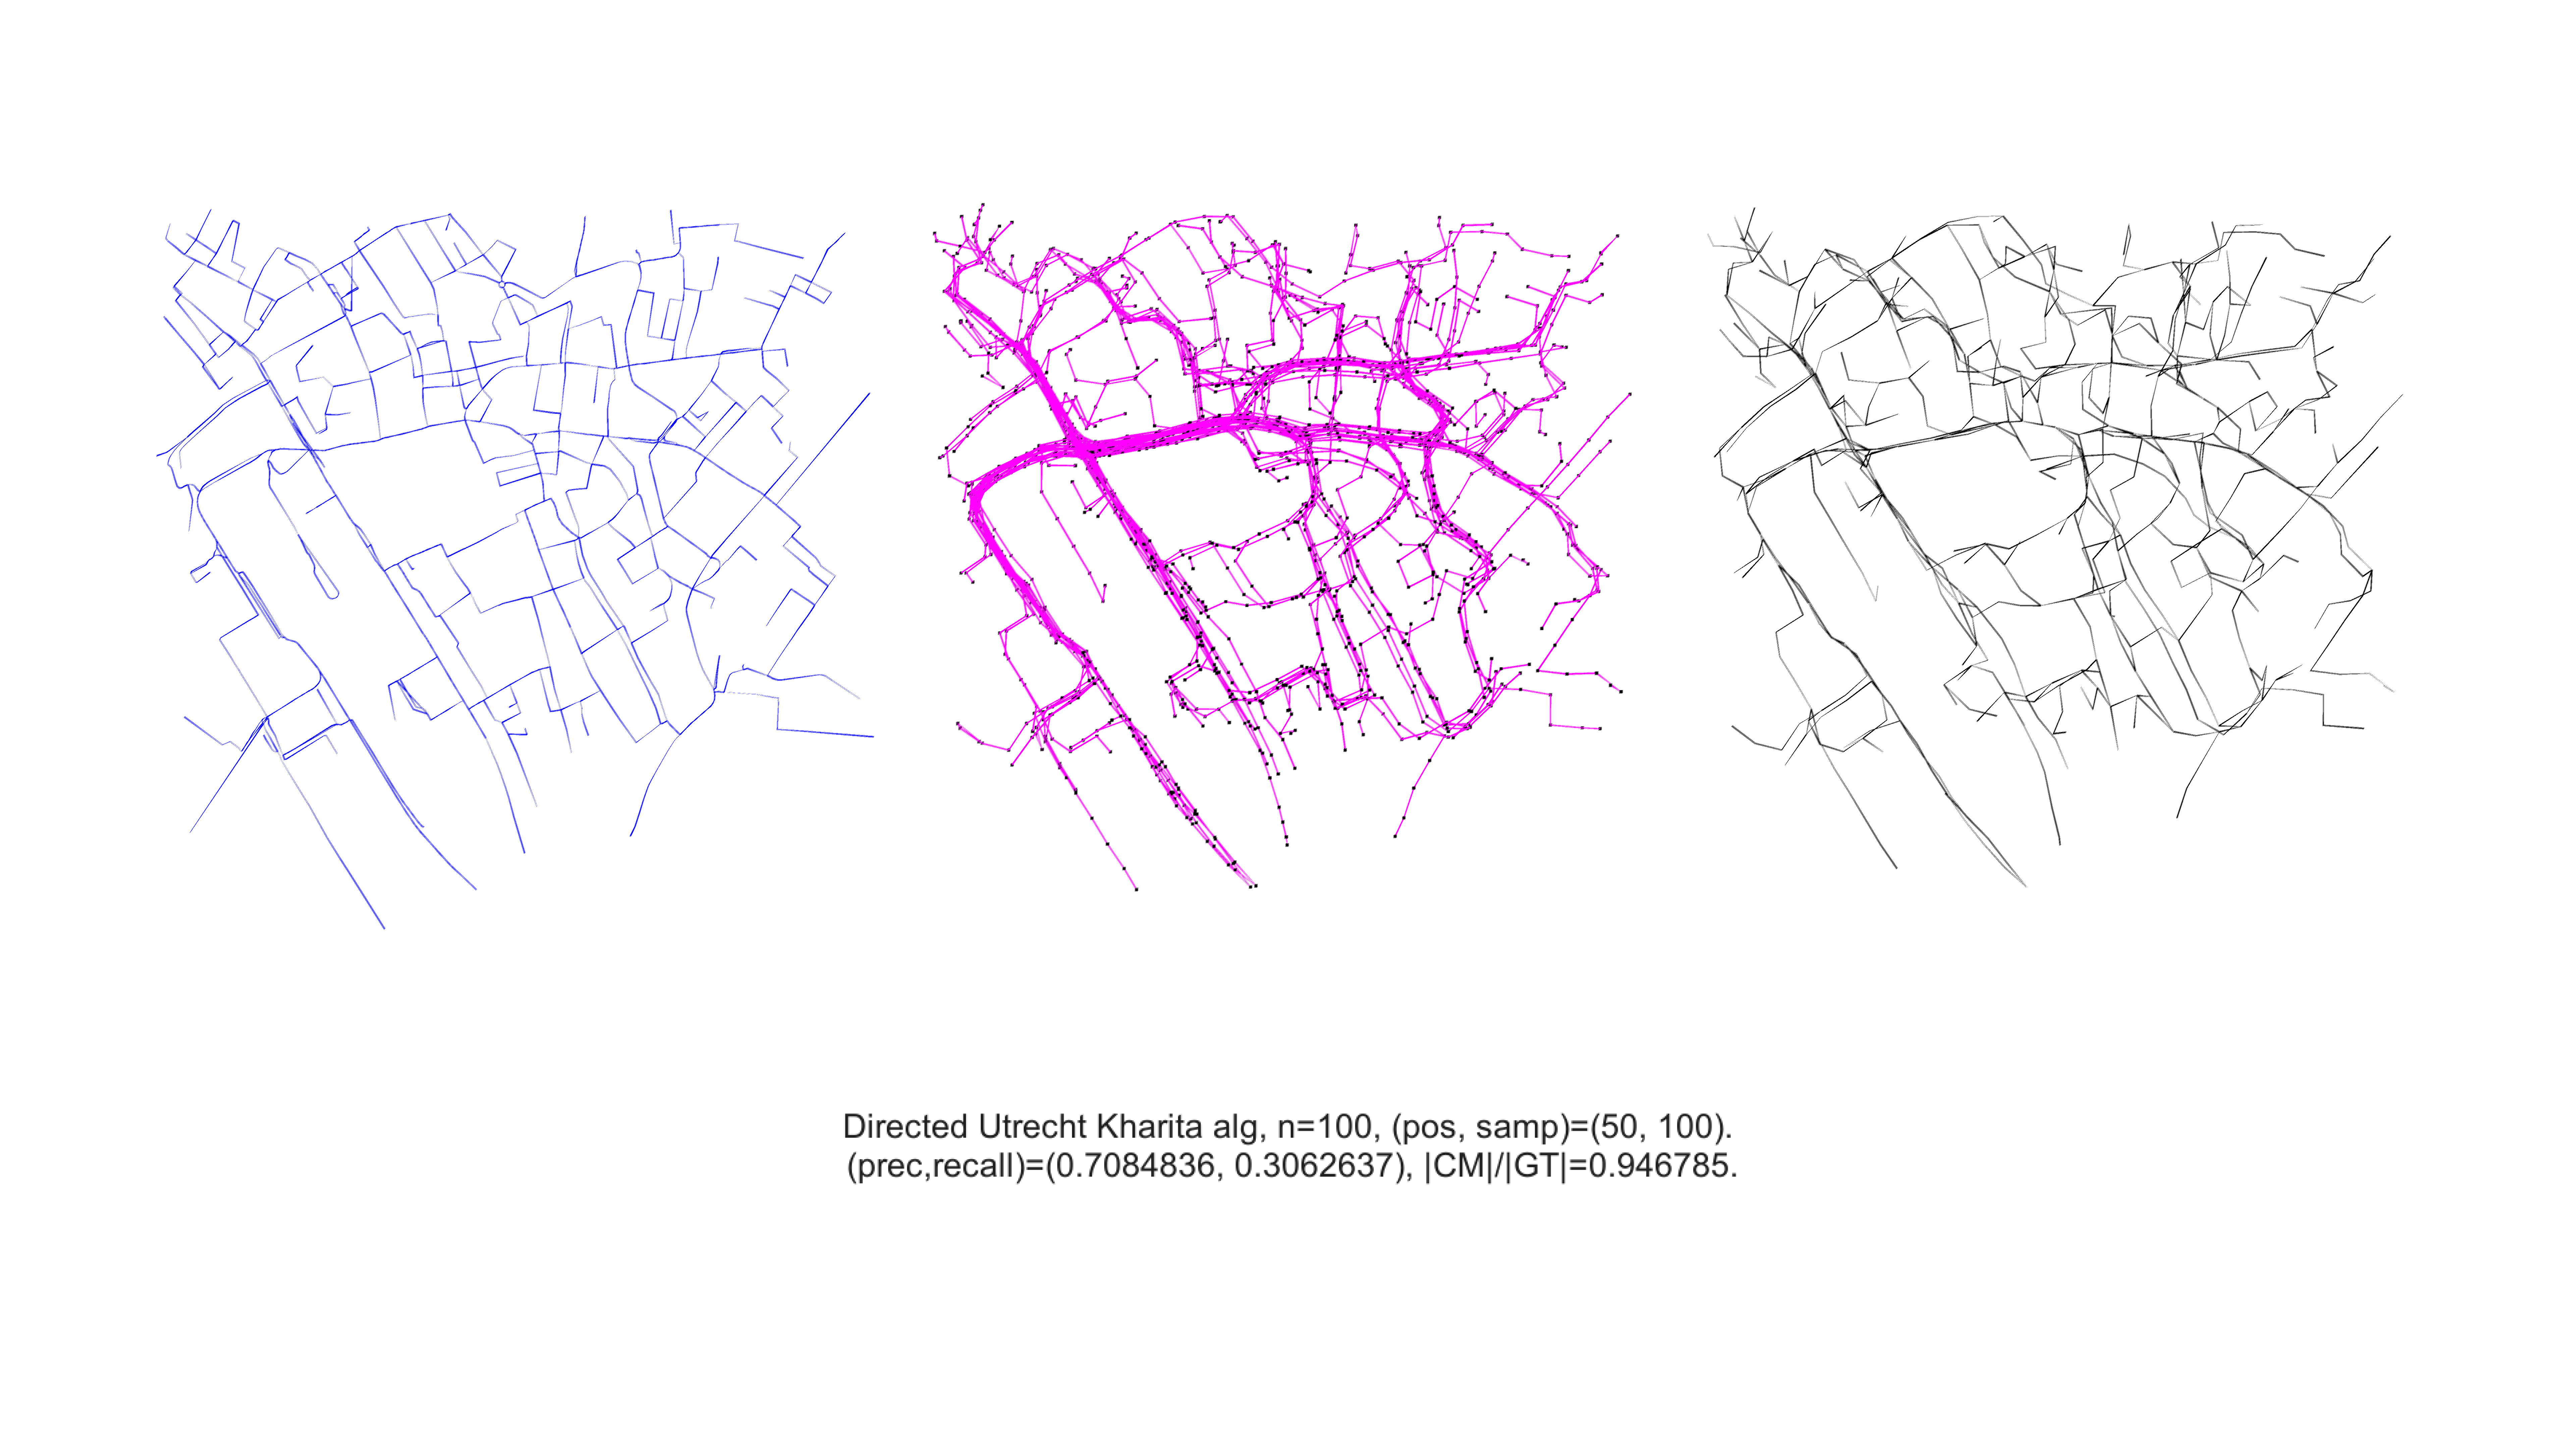 Directed Utrecht Kharita alg, n=100, (pos, samp)=(50, 100).
(prec,recall)=(0.7084836, 0.3062637), |CM|/|GT|=0.946785.